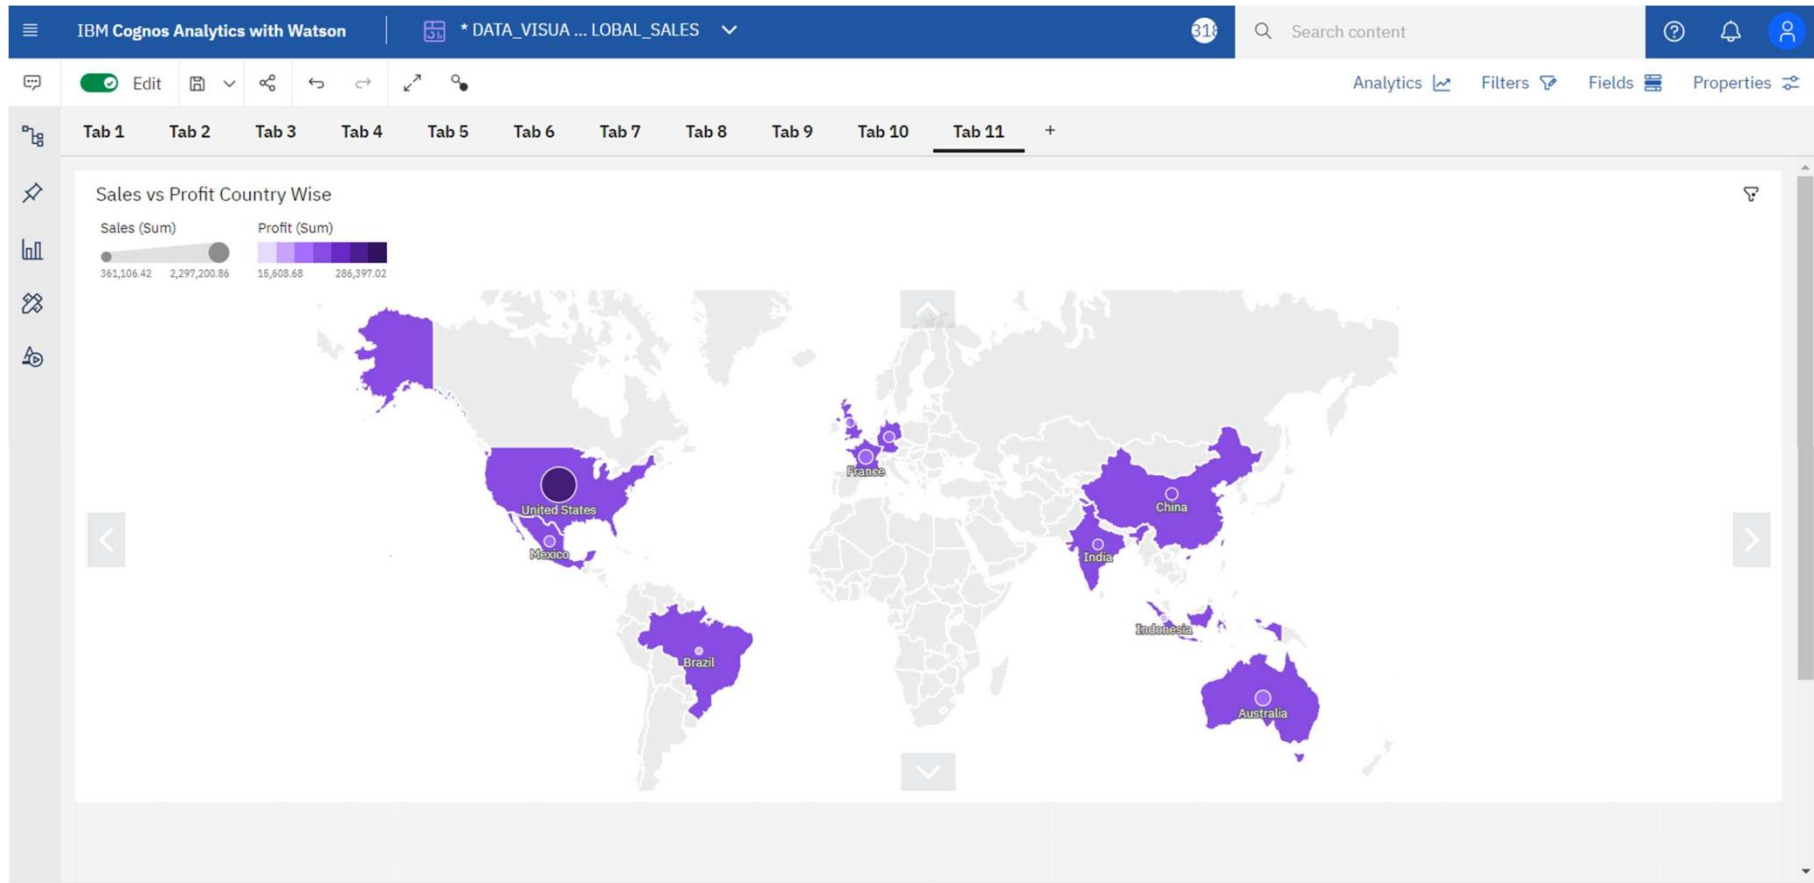 IBM Cognos Analytics with Watson
* DATA_VISUA ... LOBAL_SALES
318
Search content
Edit
Analytics
Filters
Fields
Properties
Tab 1
Tab 2
Tab 3
Tab 4
Tab 5
Tab 6
Tab 7
Tab 8
Tab 9
Tab 10
Tab 11
+
Sales vs Profit Country Wise
Sales (Sum)
Profit (Sum)
361,106.42
2,297,200.86
15,608.68
286,397.02
France
United States
China
Mexico
India
Indonesia
Brazil
Australia